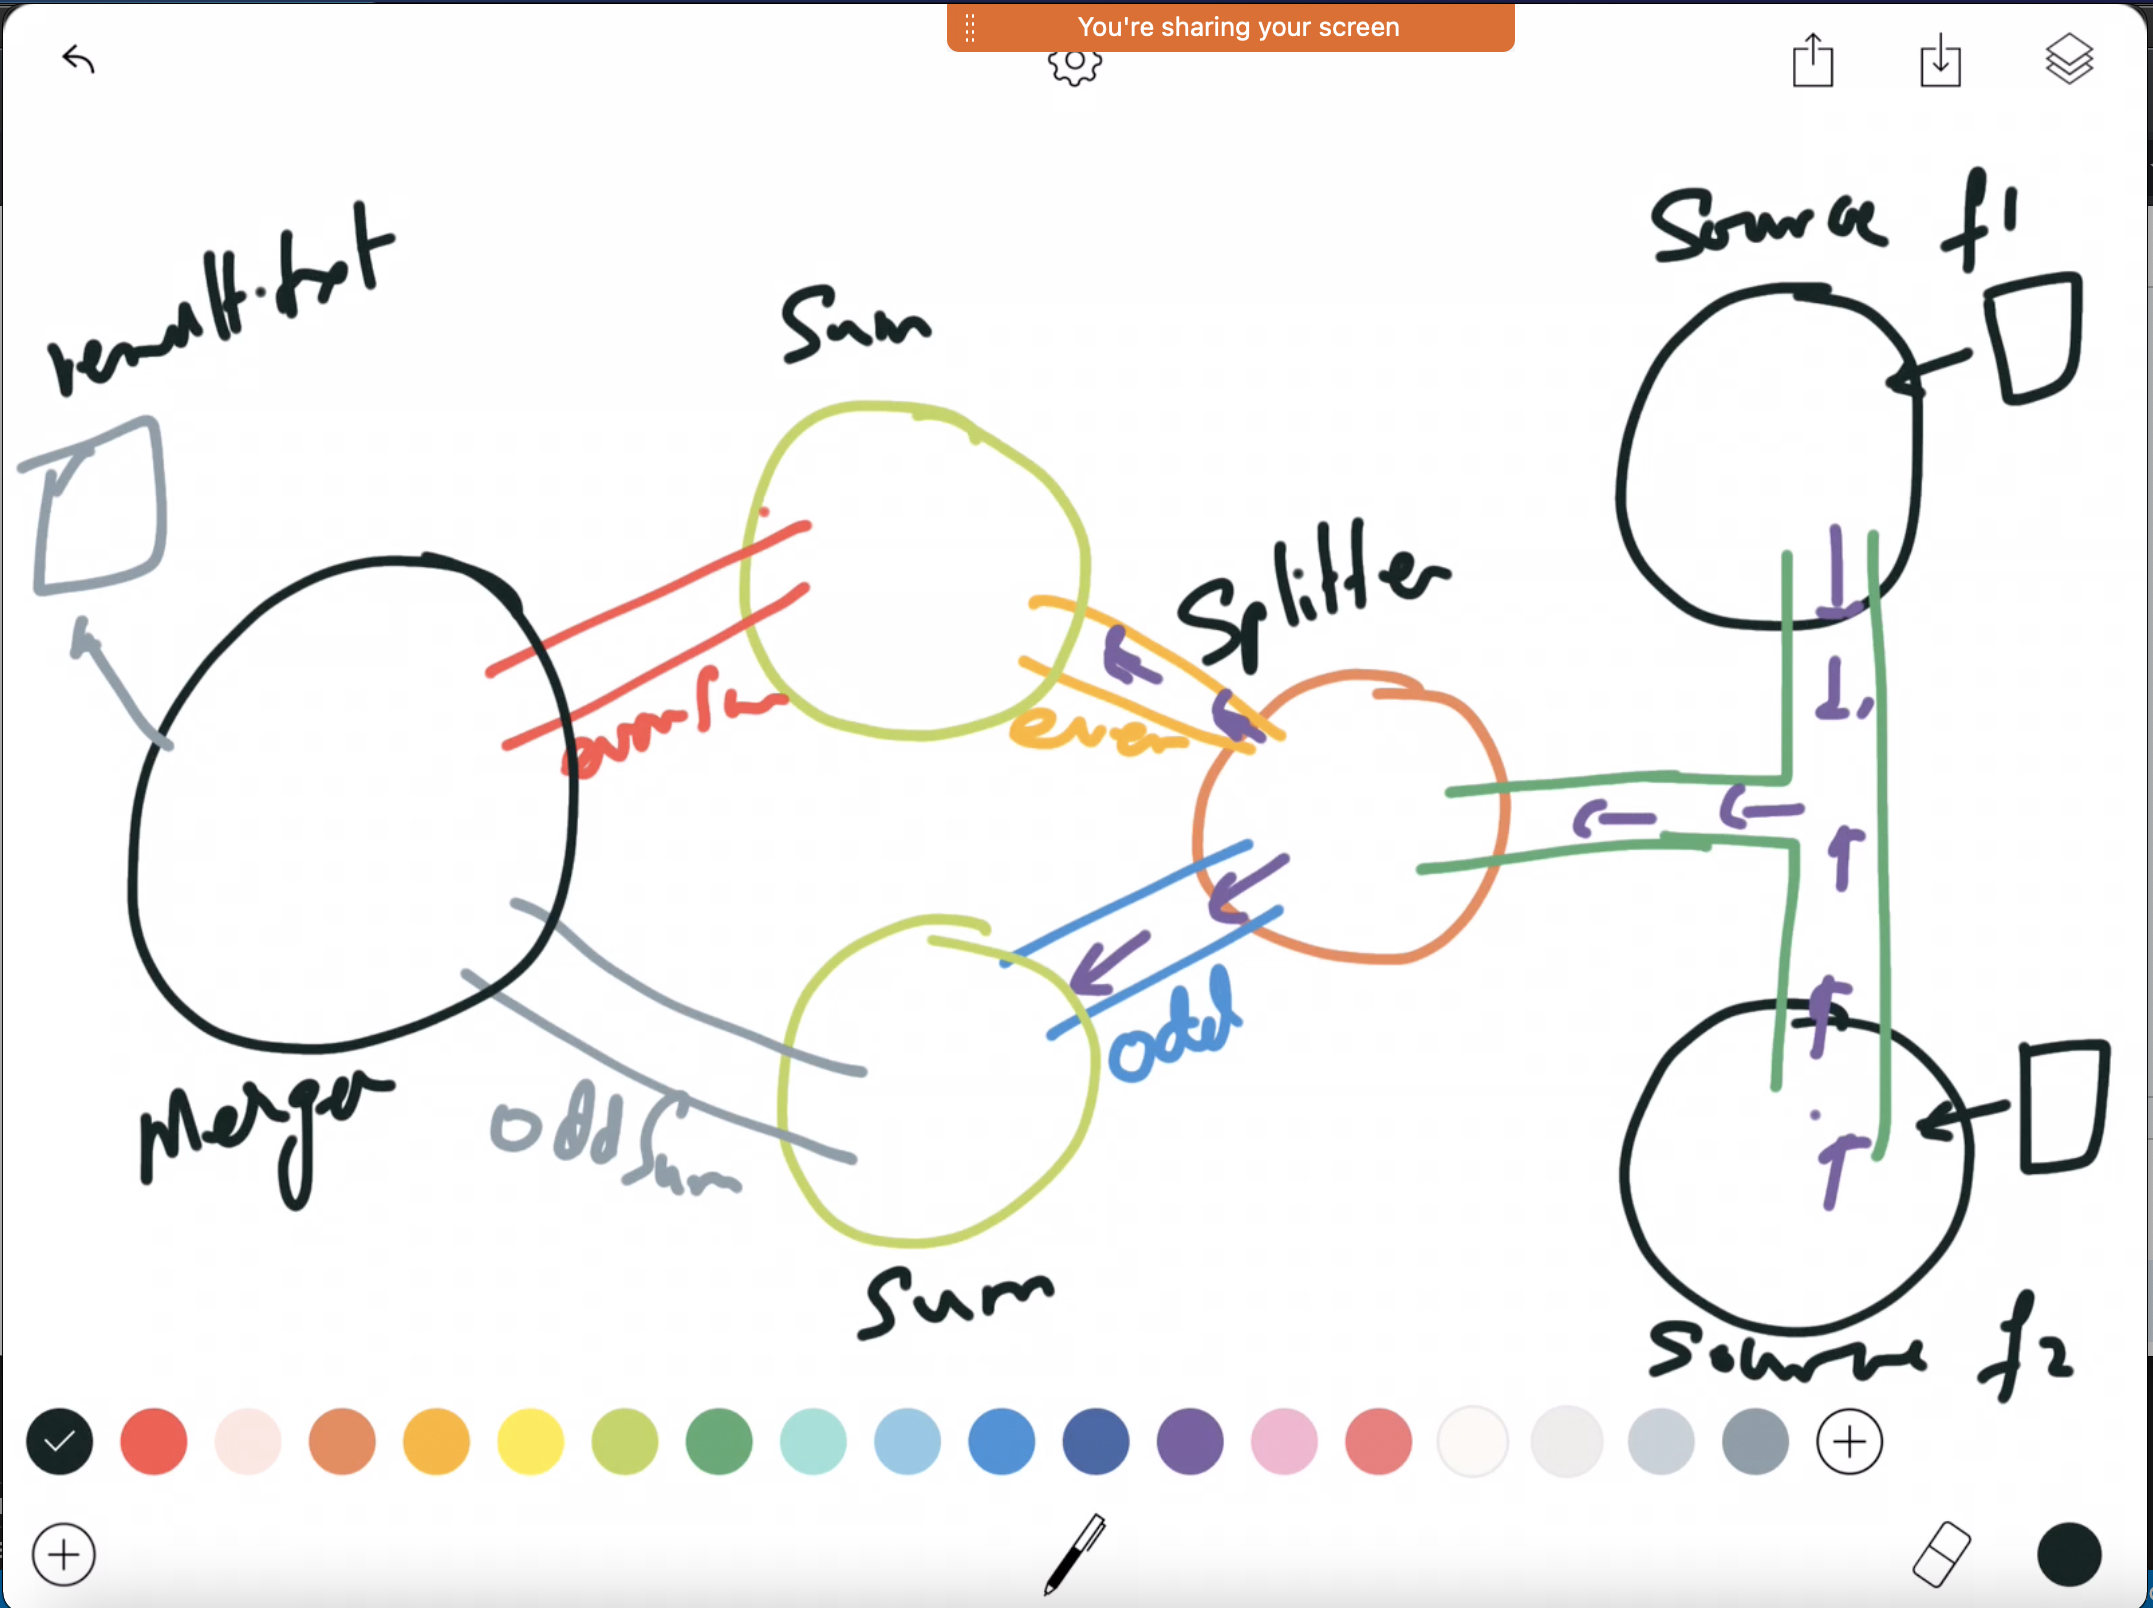 You're sharing your screen
Source f1
result.txt
Sum
Splitter
evenSum
even
odd
Merger
oddSum
Sum
Source f2